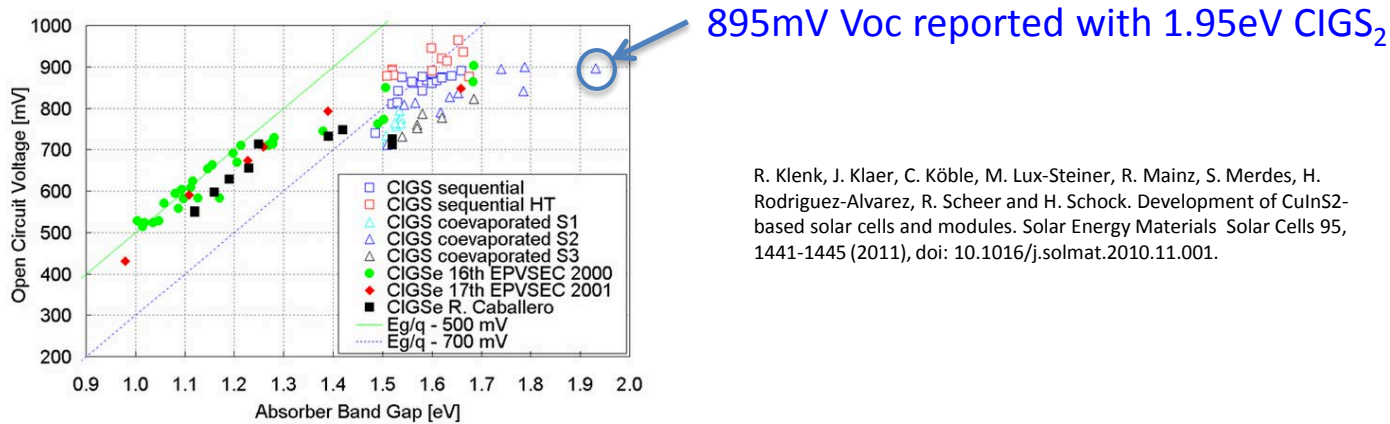 895mV Voc reported with 1.95eV CIGS₂
Open Circuit Voltage [mV]
1000
900
800
700
600
500
400
300
200
CIGS sequential
CIGS sequential HT
CIGS coevaporated S1
CIGS coevaporated S2
CIGS coevaporated S3
CIGSe 16th EPVSEC 2000
CIGSe 17th EPVSEC 2001
CIGSe R. Caballero
Eg/q - 500 mV
Eg/q - 700 mV
0.9 1.0 1.1 1.2 1.3 1.4 1.5 1.6 1.7 1.8 1.9 2.0
Absorber Band Gap [eV]
R. Klenk, J. Klaer, C. Köble, M. Lux-Steiner, R. Mainz, S. Merdes, H.
Rodriguez-Alvarez, R. Scheer and H. Schock. Development of CuInS2-
based solar cells and modules. Solar Energy Materials Solar Cells 95,
1441-1445 (2011), doi: 10.1016/j.solmat.2010.11.001.